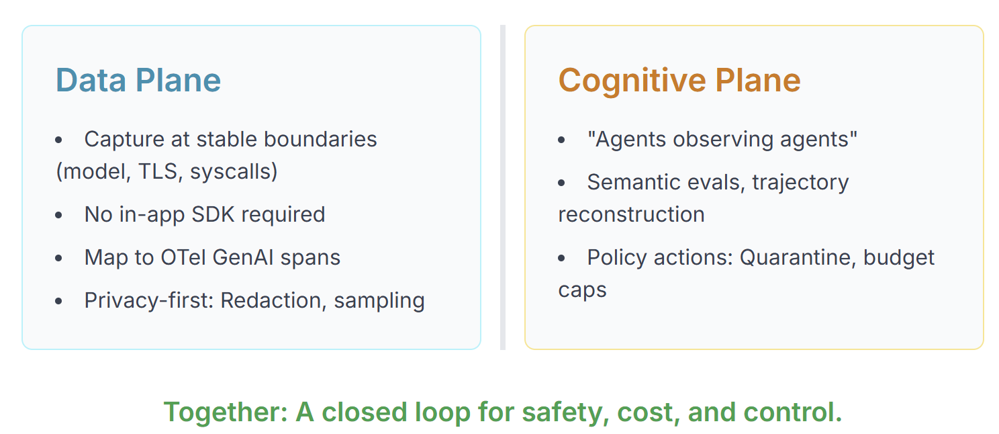 Data Plane
• Capture at stable boundaries
(model, TLS, syscalls)
• No in-app SDK required
• Map to OTel GenAI spans
• Privacy-first: Redaction, sampling
Cognitive Plane
• "Agents observing agents"
• Semantic evals, trajectory
reconstruction
• Policy actions: Quarantine, budget
caps
Together: A closed loop for safety, cost, and control.